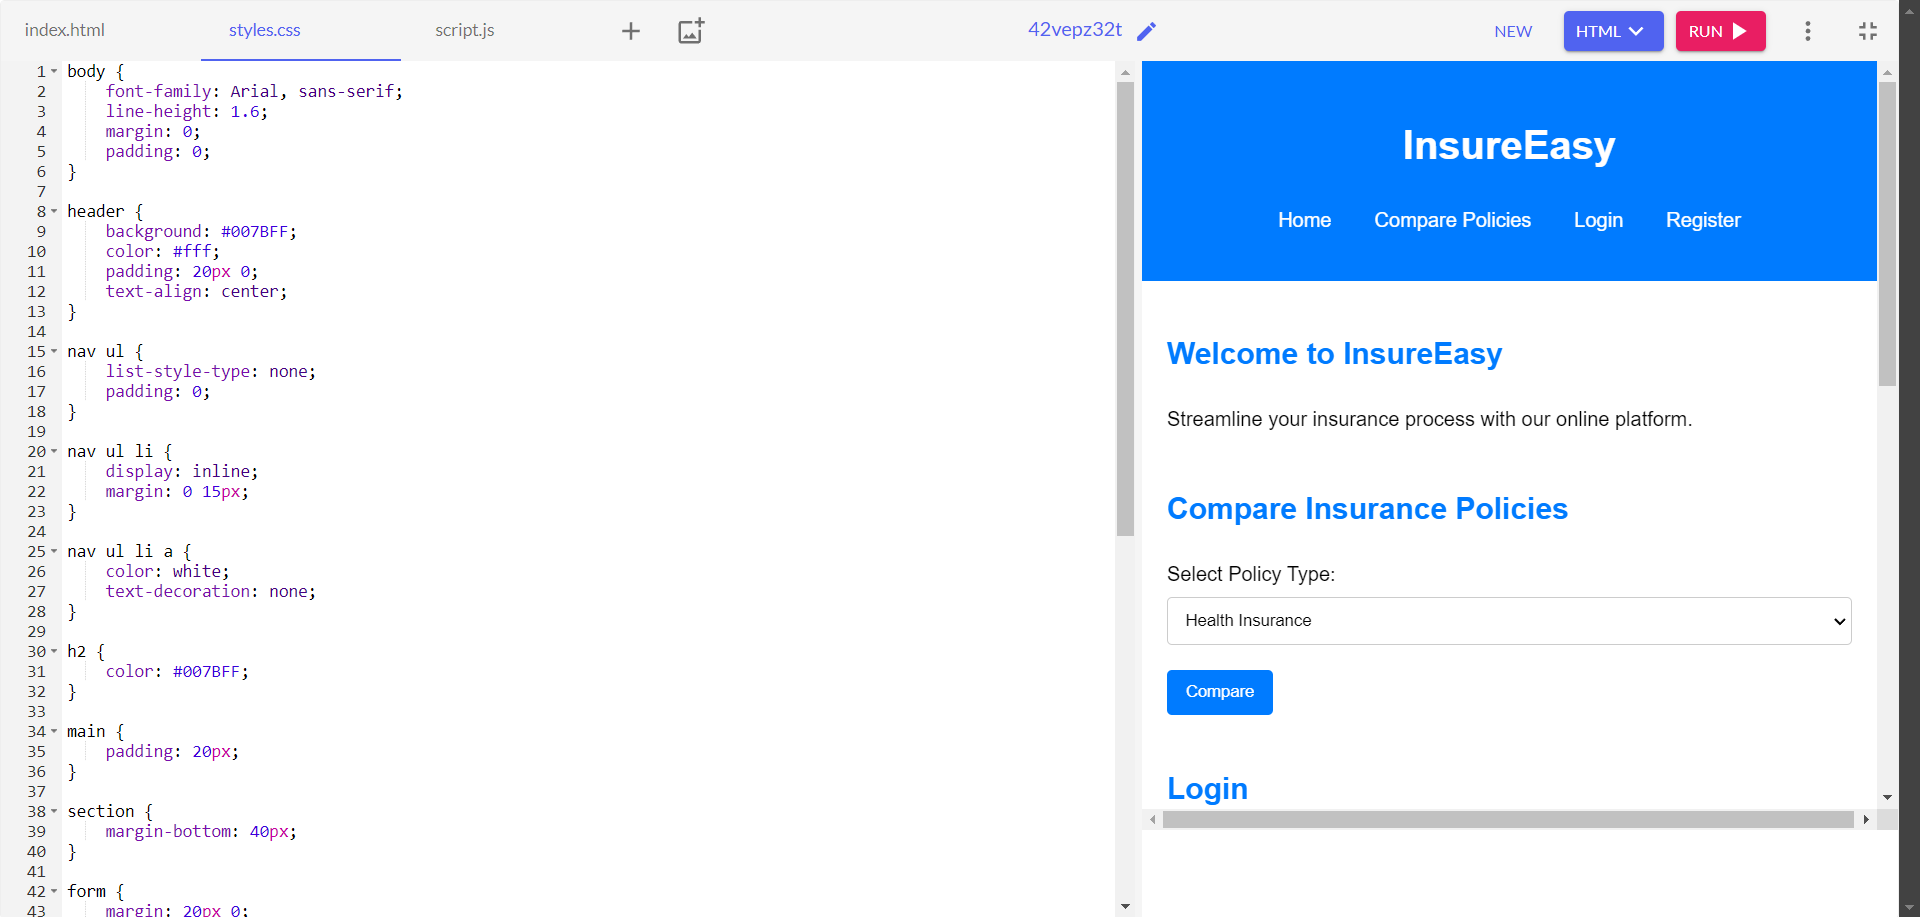 index.html styles.css script.js 42vepz32t NEW HTML RUN
1 body {
2 font-family: Arial, sans-serif;
3 line-height: 1.6;
4 margin: 0;
5 padding: 0;
6 }
7
8 header {
9 background: #007BFF;
10 color: #fff;
11 padding: 20px 0;
12 text-align: center;
13 }
14
15 nav ul {
16 list-style-type: none;
17 padding: 0;
18 }
19
20 nav ul li {
21 display: inline;
22 margin: 0 15px;
23 }
24
25 nav ul li a {
26 color: white;
27 text-decoration: none;
28 }
29
30 h2 {
31 color: #007BFF;
32 }
33
34 main {
35 padding: 20px;
36 }
37
38 section {
39 margin-bottom: 40px;
40 }
41
42 form {
43 margin: 20px 0;
InsureEasy
Home Compare Policies Login Register
Welcome to InsureEasy
Streamline your insurance process with our online platform.
Compare Insurance Policies
Select Policy Type:
Health Insurance
Compare
Login